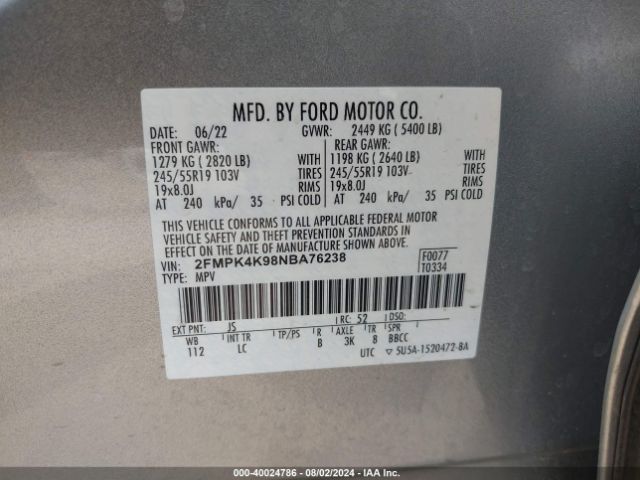 MFD. BY FORD MOTOR CO.
DATE: 06/22 GVWR: 2449 KG ( 5400 LB)
FRONT GAWR: REAR GAWR:
1279 KG ( 2820 LB) WITH 1198 KG ( 2640 LB) WITH
245/55R19 103V TIRES 245/55R19 103V TIRES
19x8.0J RIMS 19x8.0J RIMS
AT 240 kPa/ 35 PSI COLD AT 240 kPa/ 35 PSI COLD
THIS VEHICLE CONFORMS TO ALL APPLICABLE FEDERAL MOTOR
VEHICLE SAFETY AND THEFT PREVENTION STANDARDS IN
EFFECT ON THE DATE OF MANUFACTURE SHOWN ABOVE.
VIN: 2FMPK4K98NBA76238 F0077
TYPE: MPV T0334
EXT PNT: JS RC: 52 DSO:
WB INT TR TP/PS R AXLE TR SPR
112 LC B 3K 8 BBCC
UTC ▽ 5U5A-1520472-BA
000-40024786 - 08/02/2024 - IAA Inc.